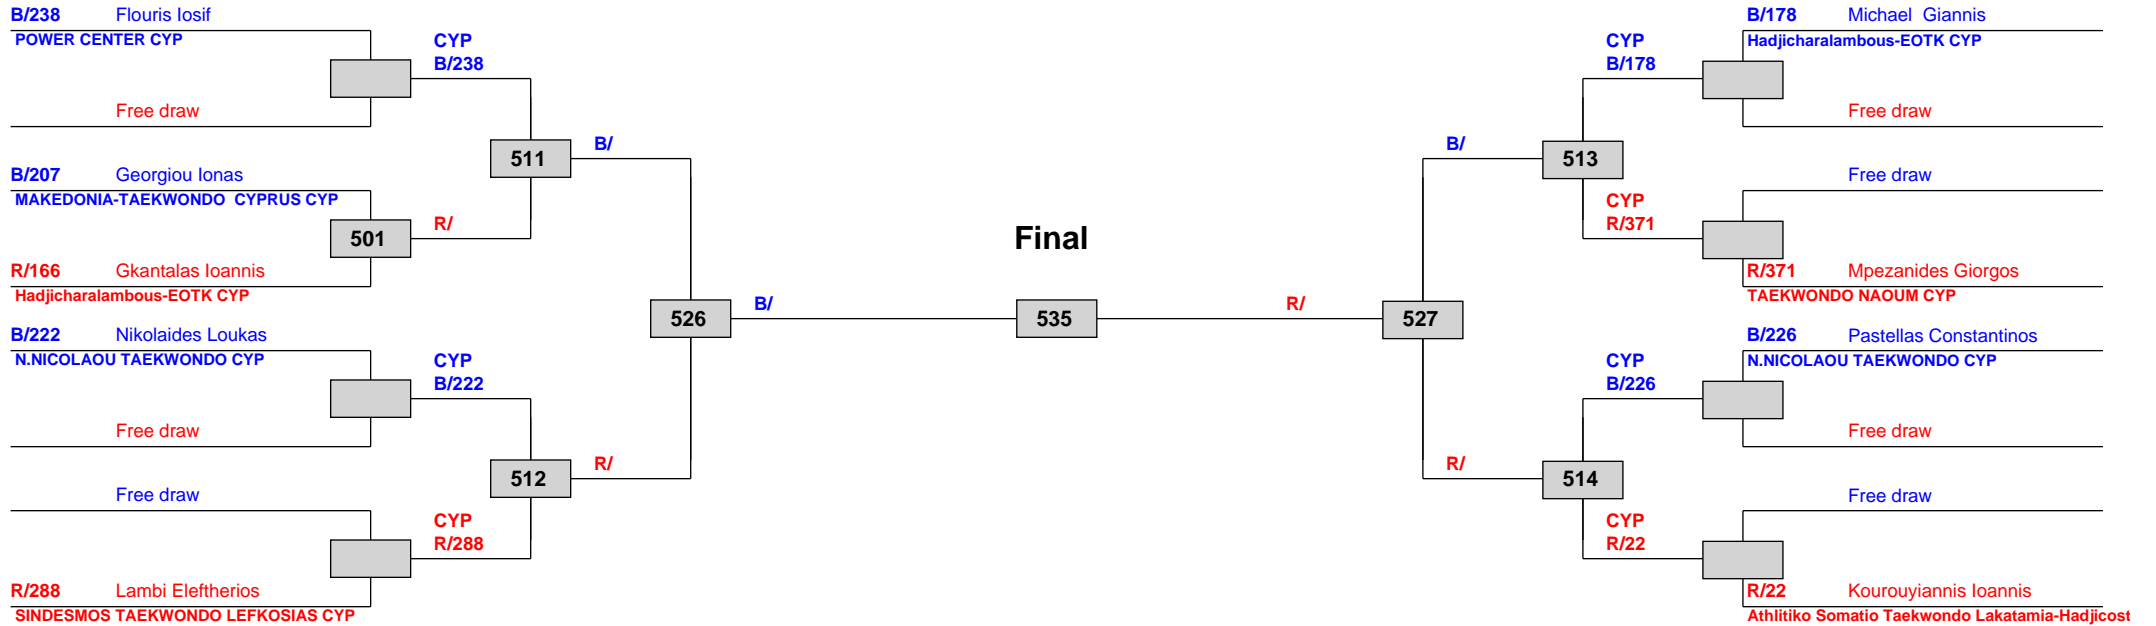 B/238 Flouris Iosif
POWER CENTER CYP
CYP
B/238
Free draw
511
B/
B/207 Georgiou Ionas
MAKEDONIA-TAEKWONDO CYPRUS CYP
501
R/
R/166 Gkantalas Ioannis
Hadjicharalambous-EOTK CYP
526
B/
B/222 Nikolaides Loukas
N.NICOLAOU TAEKWONDO CYP
CYP
B/222
Free draw
512
R/
Free draw
CYP
R/288
R/288 Lambi Eleftherios
SINDESMOS TAEKWONDO LEFKOSIAS CYP
Final
535
B/178 Michael Giannis
Hadjicharalambous-EOTK CYP
CYP
B/178
Free draw
B/
513
Free draw
CYP
R/371
R/371 Mpezanides Giorgos
TAEKWONDO NAOUM CYP
R/
527
B/226 Pastellas Constantinos
N.NICOLAOU TAEKWONDO CYP
CYP
B/226
Free draw
R/
514
Free draw
CYP
R/22
R/22 Kourouyiannis Ioannis
Athlitiko Somatio Taekwondo Lakatamia-Hadjicost